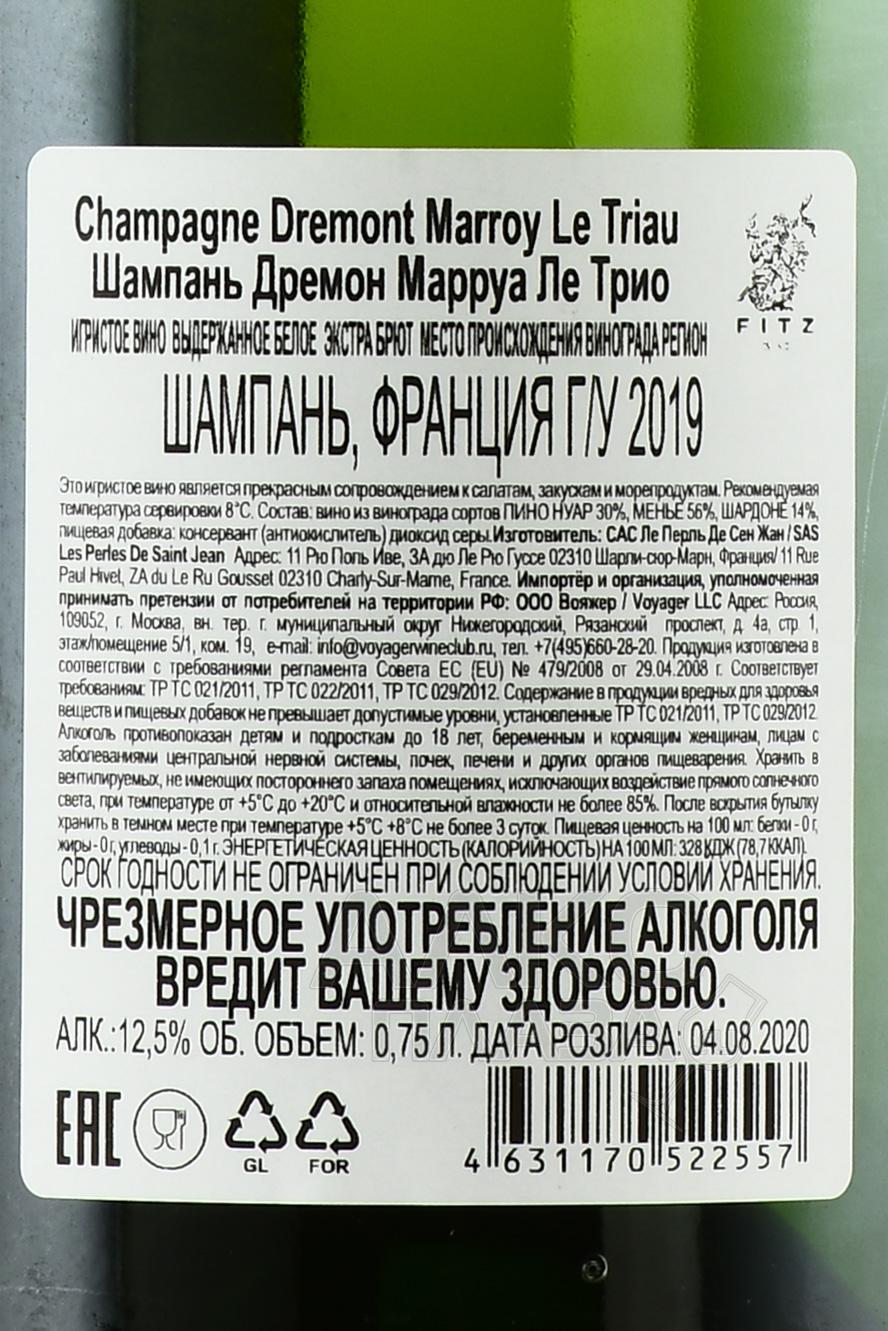 Champagne Dremont Marroy Le Triau
Шампань Дремон Марруа Ле Трио
FITZ
ИГРИСТОЕ ВИНО ВЫДЕРЖАННОЕ БЕЛОЕ ЭКСТРА БРЮТ МЕСТО ПРОИСХОЖДЕНИЯ ВИНОГРАДА РЕГИОН
ШАМПАНЬ, ФРАНЦИЯ Г/У 2019
Это игристое вино является прекрасным сопровождением к салатам, закускам и морепродуктам. Рекомендуемая
температура сервировки 8°С. Состав: вино из винограда сортов ПИНО НУАР 30%, МЕНЬЕ 56%, ШАРДОНЕ 14%,
пищевая добавка: консервант (антиокислитель) диоксид серы.Изготовитель: САС Ле Перль Де Сен Жан / SAS
Les Perles De Saint Jean Адрес: 11 Рю Поль Иве, ЗА дю Ле Рю Гуссе 02310 Шарли-сюр-Марн, Франция/ 11 Rue
Paul Hivet, ZA du Le Ru Gousset 02310 Charly-Sur-Marne, France. Импортёр и организация, уполномоченная
принимать претензии от потребителей на территории РФ: ООО Вояжер / Voyager LLC Адрес: Россия,
109052, г. Москва, вн. тер. г. муниципальный округ Нижегородский, Рязанский проспект, д. 4а, стр 1,
этаж/помещение 5/1, ком. 19, e-mail: info@voyagerwineclub.ru, тел. +7(495)660-28-20. Продукция изготовлена в
соответствии с требованиями регламента Совета ЕС (EU) № 479/2008 от 29.04.2008 г. Соответствует
требованиям: ТР ТС 021/2011, ТР ТС 022/2011, ТР ТС 029/2012. Содержание в продукции вредных для здоровья
веществ и пищевых добавок не превышает допустимые уровни, установленные ТР ТС 021/2011, ТР ТС 029/2012.
Алкоголь противопоказан детям и подросткам до 18 лет, беременным и кормящим женщинам, лицам с
заболеваниями центральной нервной системы, почек, печени и других органов пищеварения. Хранить в
вентилируемых, не имеющих постороннего запаха помещениях, исключающих воздействие прямого солнечного
света, при температуре от +5°С до +20°С и относительной влажности не более 85%. После вскрытия бутылку
хранить в темном месте при температуре +5°С +8°С не более 3 суток. Пищевая ценность на 100 мл: белки - 0 г,
жиры - 0 г, углеводы - 0,1 г. ЭНЕРГЕТИЧЕСКАЯ ЦЕННОСТЬ (КАЛОРИЙНОСТЬ) НА 100 МЛ: 328 КДЖ (78,7 ККАЛ).
СРОК ГОДНОСТИ НЕ ОГРАНИЧЕН ПРИ СОБЛЮДЕНИИ УСЛОВИЙ ХРАНЕНИЯ.
ЧРЕЗМЕРНОЕ УПОТРЕБЛЕНИЕ АЛКОГОЛЯ
ВРЕДИТ ВАШЕМУ ЗДОРОВЬЮ.
АЛК.:12,5% ОБ. ОБЪЕМ: 0,75 Л. ДАТА РОЗЛИВА: 04.08.2020
EAC
GL FOR
4 631170 522557